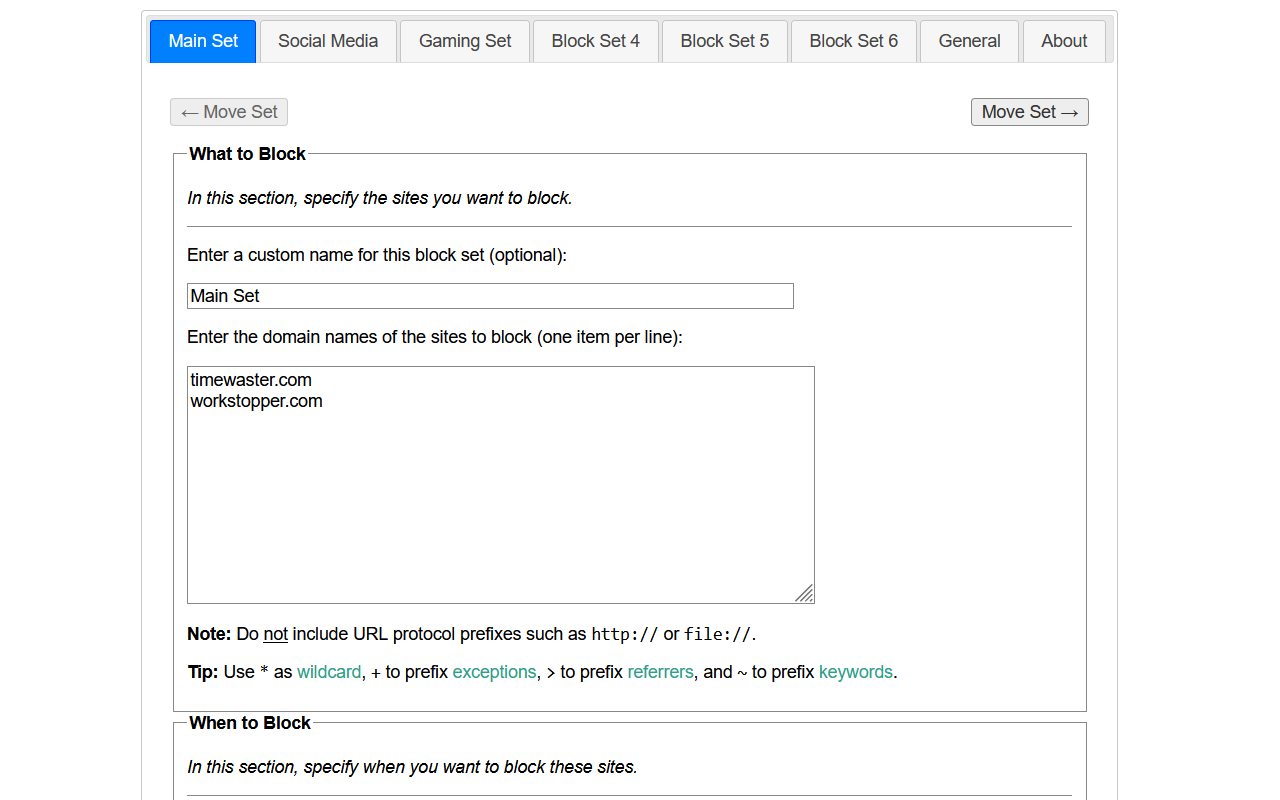 Main Set Social Media Gaming Set Block Set 4 Block Set 5 Block Set 6 General About
← Move Set Move Set →
What to Block
In this section, specify the sites you want to block.
Enter a custom name for this block set (optional):
Main Set
Enter the domain names of the sites to block (one item per line):
timewaster.com
workstopper.com
Note: Do not include URL protocol prefixes such as http:// or file://.
Tip: Use * as wildcard, + to prefix exceptions, > to prefix referrers, and ~ to prefix keywords.
When to Block
In this section, specify when you want to block these sites.